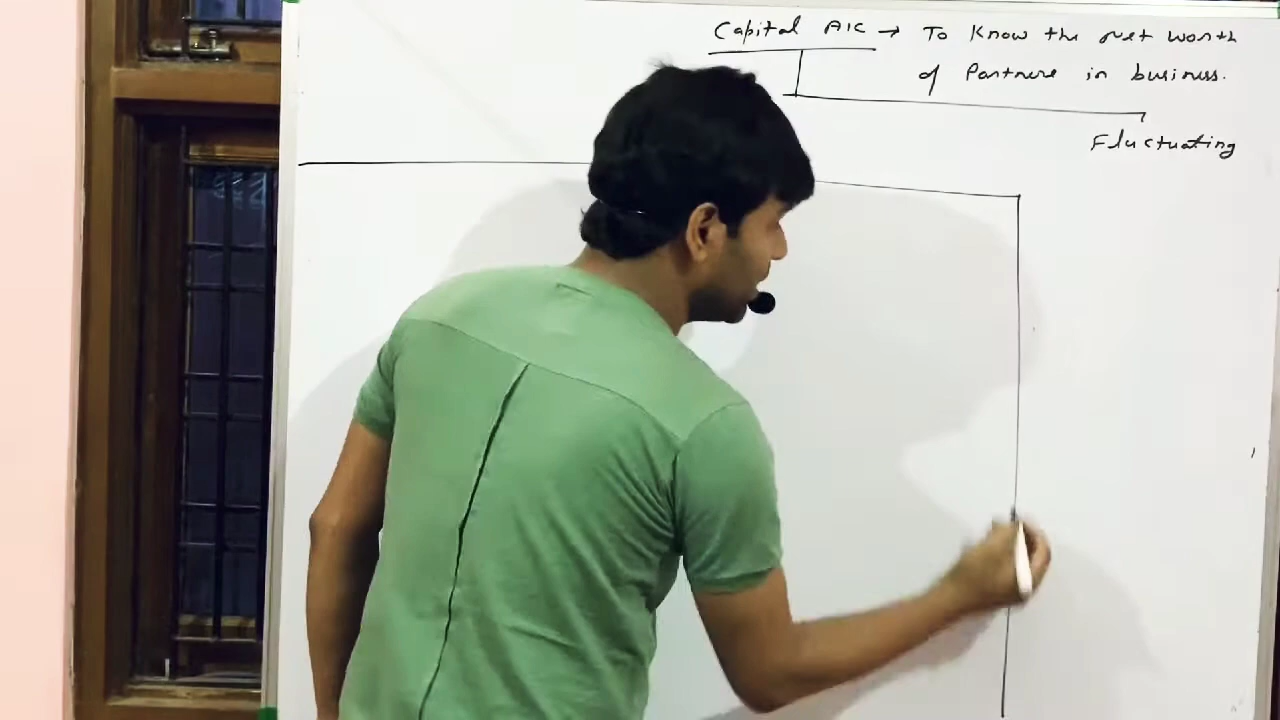 Capital A/C → To Know the net worth
of Partners in business.
Fluctuating